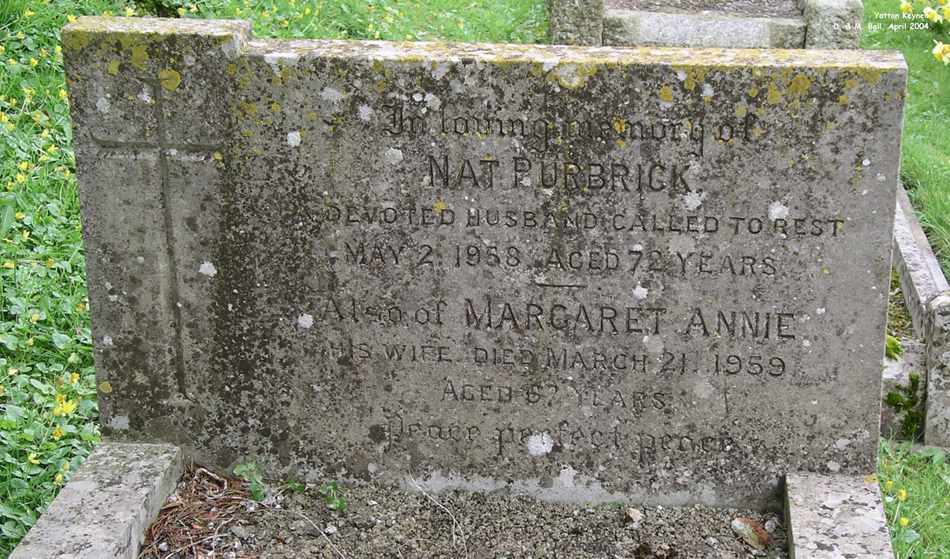 Yatton Keynell
D. & M. Ball, April 2004
In loving memory of
NAT PURBRICK
A DEVOTED HUSBAND CALLED TO REST
MAY 2. 1958. AGED 72 YEARS
Also of MARGARET ANNIE
HIS WIFE DIED MARCH 21. 1959
AGED 67 YEARS
Peace perfect peace